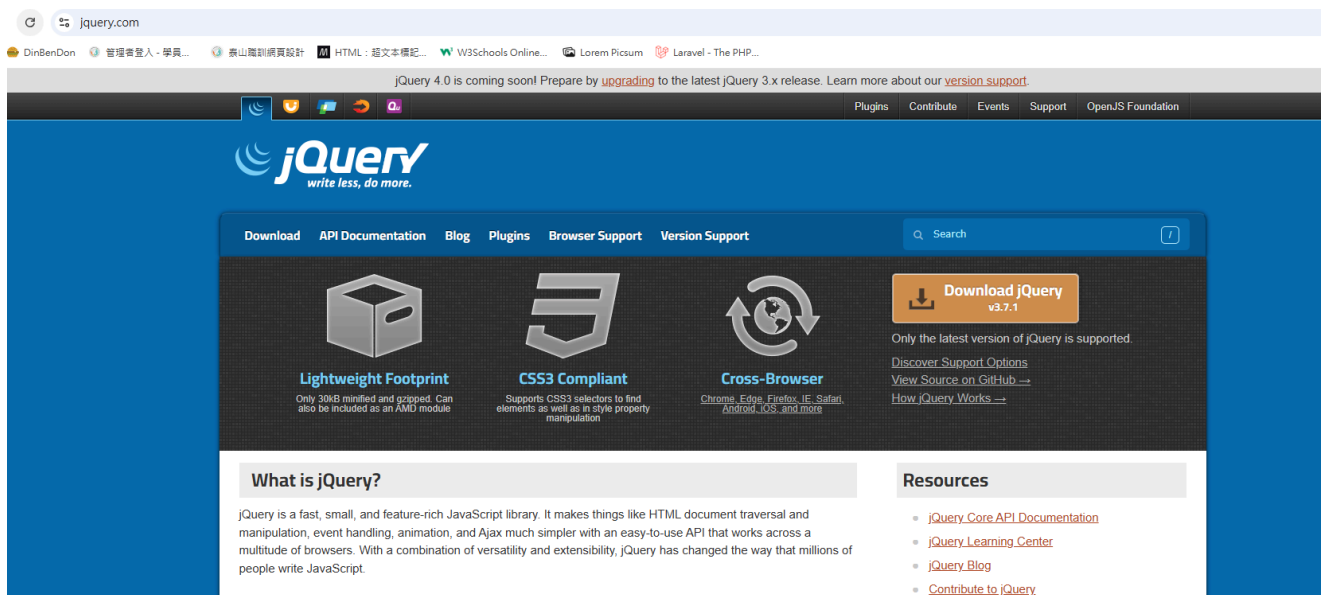 jquery.com
DinBenDon 管理者登入 - 學員... 泰山職訓網頁設計 HTML：超文本標記... W3Schools Online... Lorem Picsum Laravel - The PHP...
jQuery 4.0 is coming soon! Prepare by upgrading to the latest jQuery 3.x release. Learn more about our version support.
Plugins Contribute Events Support OpenJS Foundation
jQuery
write less, do more.
Download API Documentation Blog Plugins Browser Support Version Support Search /
Lightweight Footprint
Only 30kB minified and gzipped. Can
also be included as an AMD module
CSS3 Compliant
Supports CSS3 selectors to find
elements as well as in style property
manipulation
Cross-Browser
Chrome, Edge, Firefox, IE, Safari,
Android, iOS, and more
Download jQuery
v3.7.1
Only the latest version of jQuery is supported.
Discover Support Options
View Source on GitHub →
How jQuery Works →
What is jQuery?
jQuery is a fast, small, and feature-rich JavaScript library. It makes things like HTML document traversal and
manipulation, event handling, animation, and Ajax much simpler with an easy-to-use API that works across a
multitude of browsers. With a combination of versatility and extensibility, jQuery has changed the way that millions of
people write JavaScript.
Resources
jQuery Core API Documentation
jQuery Learning Center
jQuery Blog
Contribute to jQuery